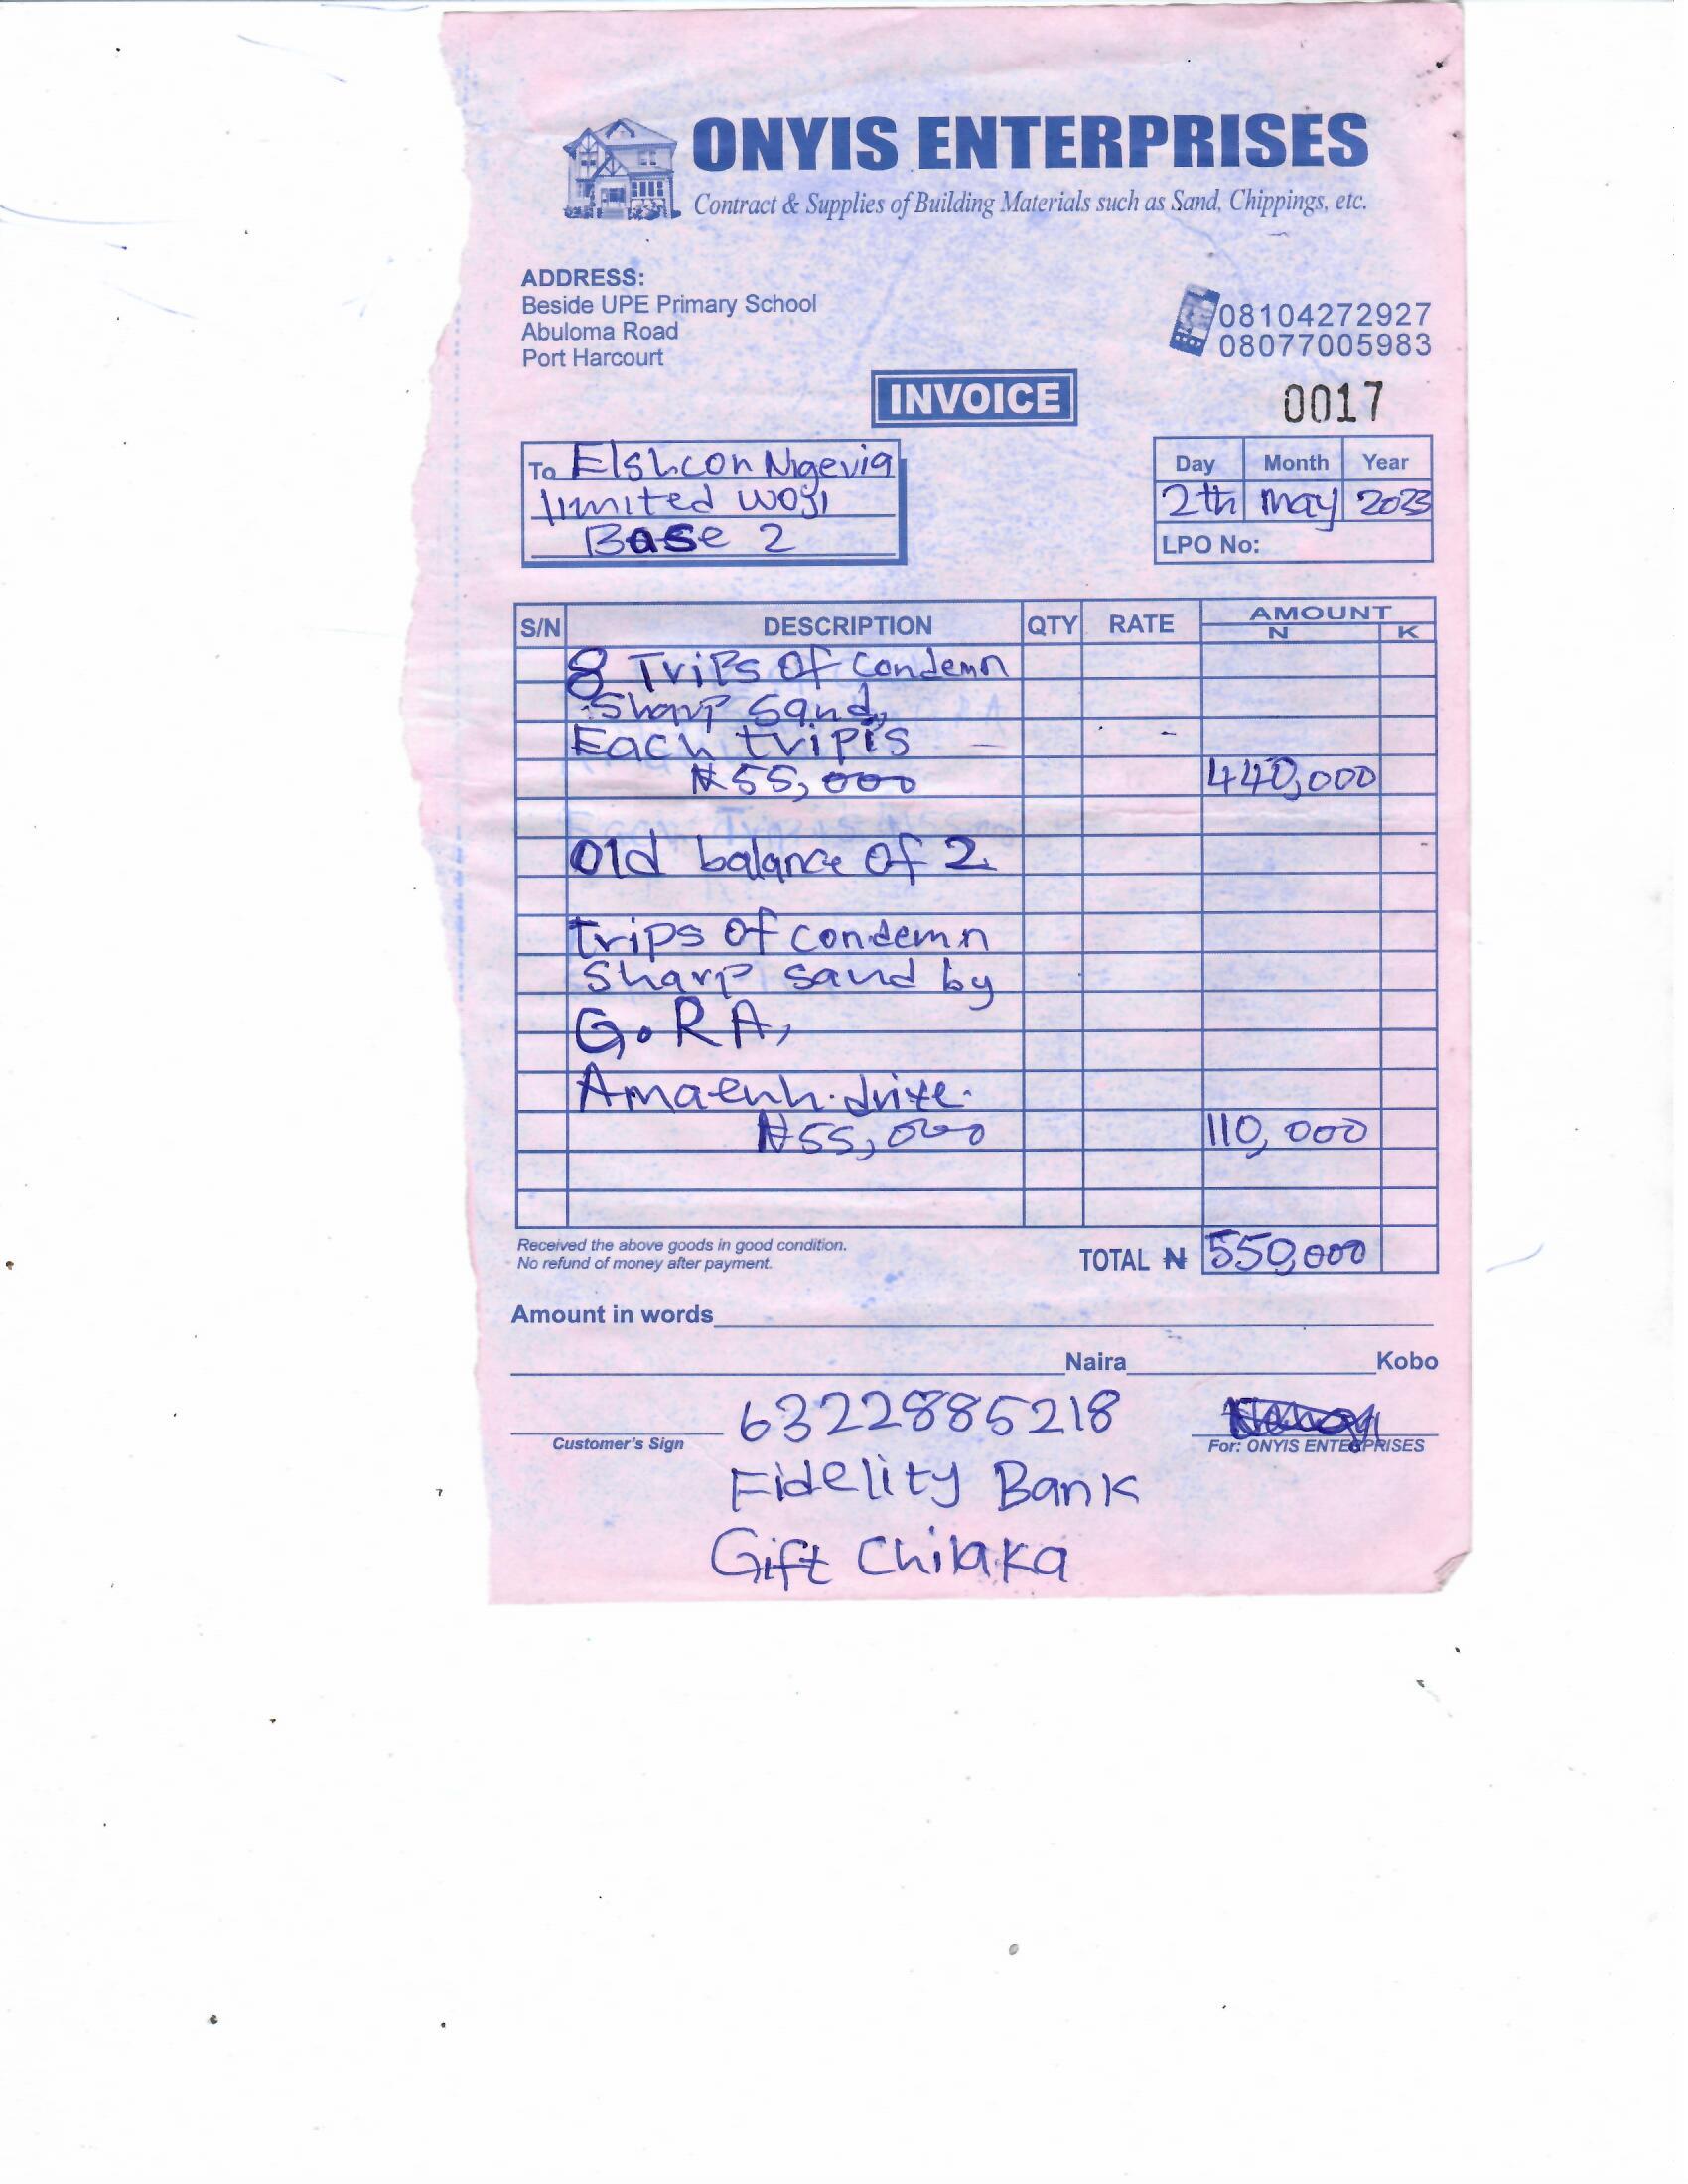 ONYIS ENTERPRISES
Contract & Supplies of Building Materials such as Sand, Chippings, etc.
ADDRESS:
Beside UPE Primary School
Abuloma Road
Port Harcourt
08104272927
08077005983
INVOICE
0017
To Elshcon Nigeria
limited woji
Base 2
Day Month Year
2th May 2023
LPO No:
S/N DESCRIPTION QTY RATE AMOUNT
N K
8 Trips of condemn
Sharp Sand,
Each trip is
₦55,000 440,000
Old balance of 2
trips of condemn
Sharp sand by
G.R A,
drive.
₦55,000 110,000
Received the above goods in good condition.
No refund of money after payment.
TOTAL ₦ 550,000
Amount in words
Naira Kobo
6322885218
Customer's Sign
For: ONYIS ENTERPRISES
Fidelity Bank
Gift Chilaka